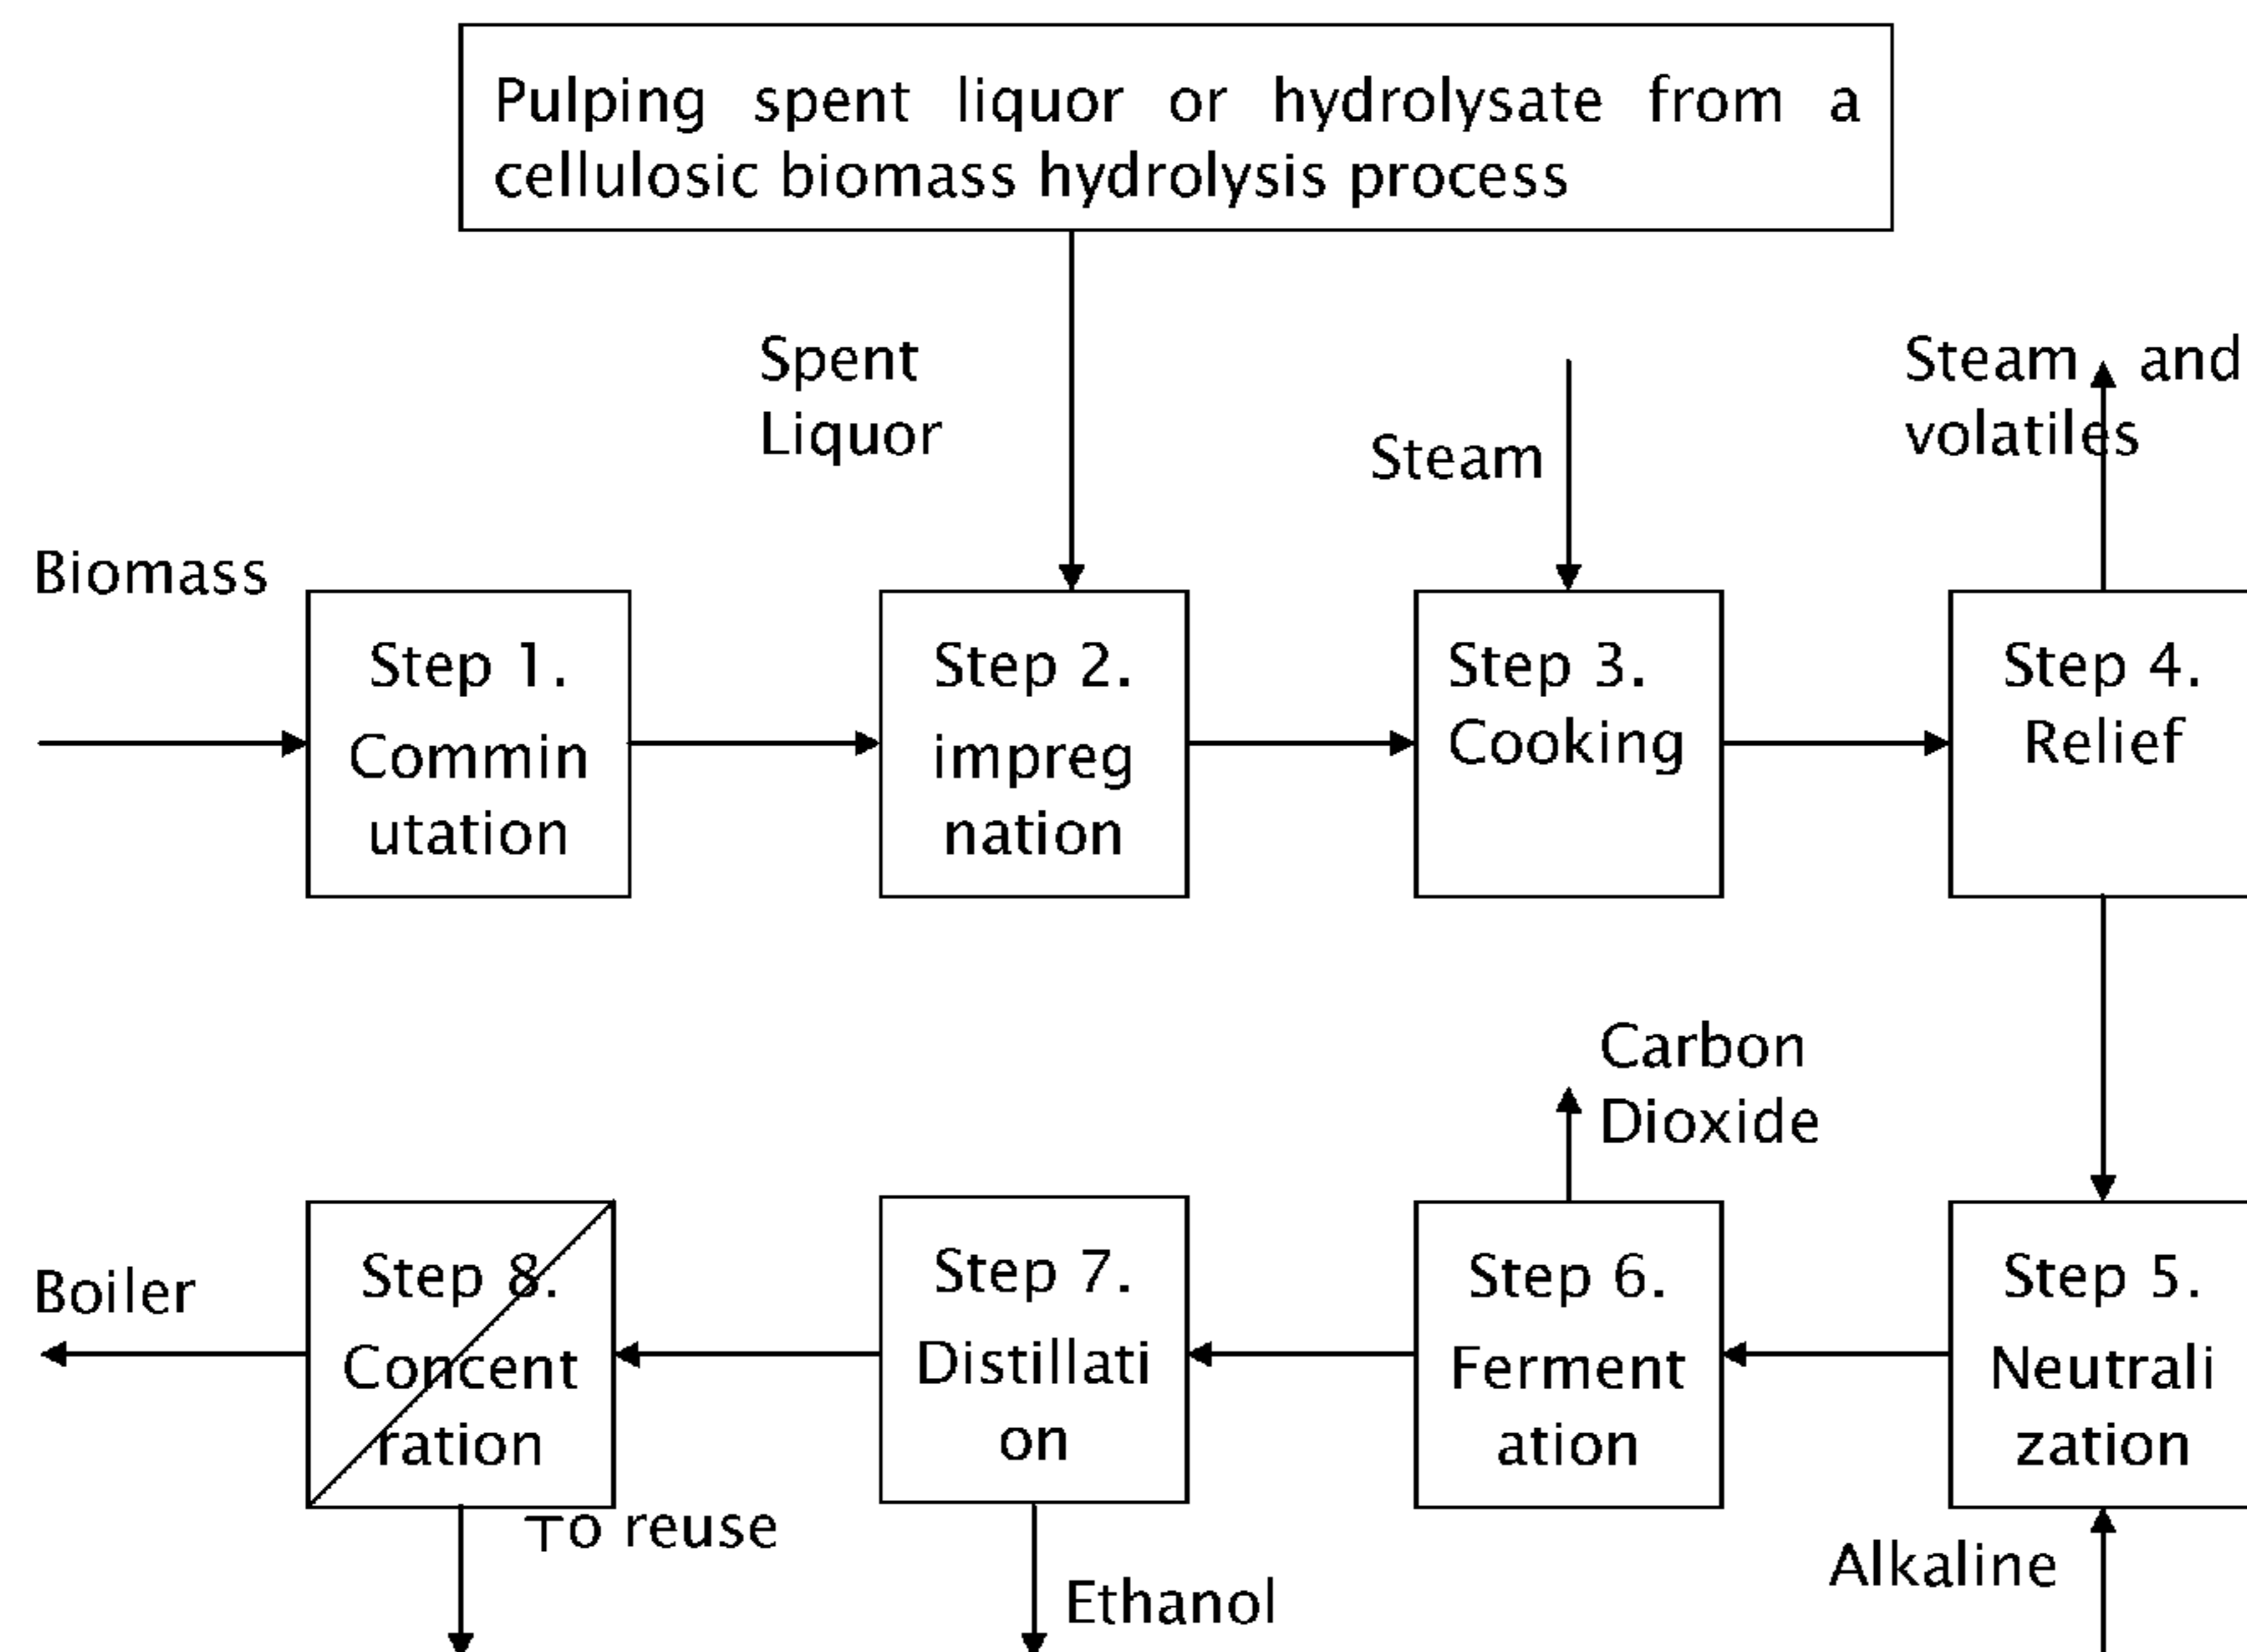 Pulping spent liquor or hydrolysate from a
cellulosic biomass hydrolysis process
Spent
Liquor
Steam
Steam and
volatiles
Biomass
Step 1.
Commin
utation
Step 2.
impreg
nation
Step 3.
Cooking
Step 4.
Relief
Carbon
Dioxide
Boiler
Step 8.
Concent
ration
Step 7.
Distillati
on
Step 6.
Ferment
ation
Step 5.
Neutrali
zation
To reuse
Ethanol
Alkaline